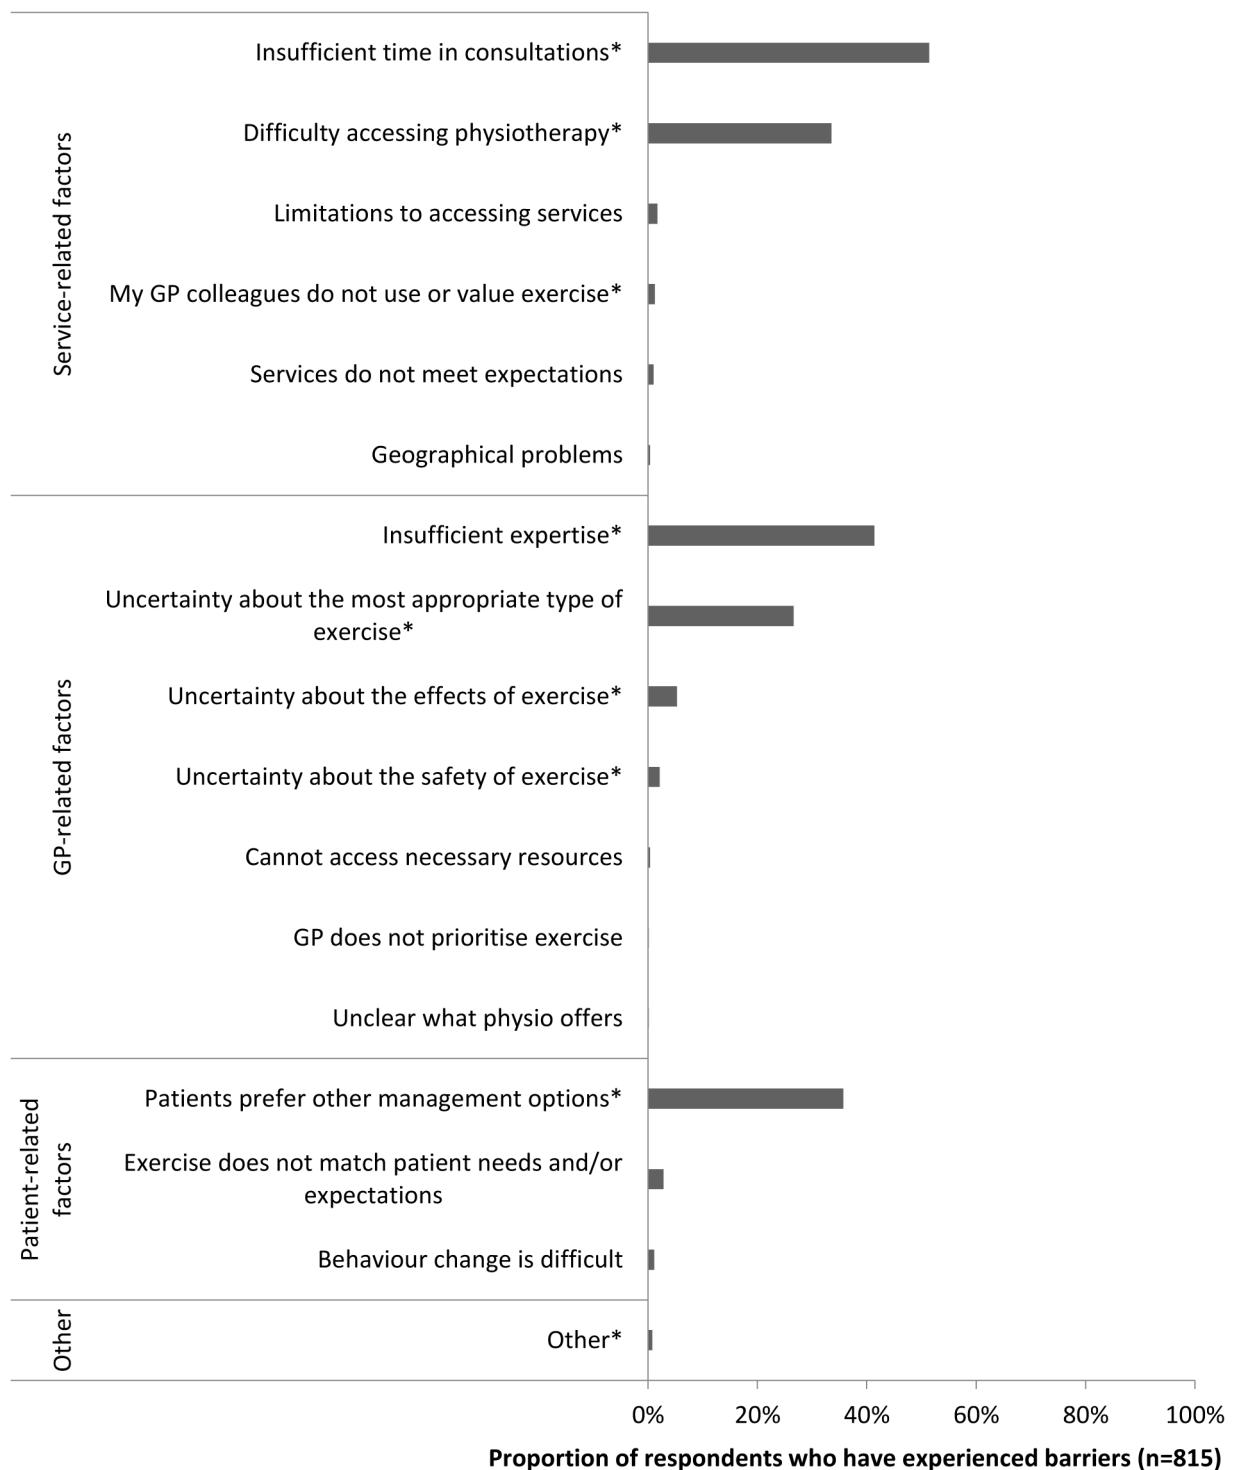 Service-related factors
Insufficient time in consultations*
Difficulty accessing physiotherapy*
Limitations to accessing services
My GP colleagues do not use or value exercise*
Services do not meet expectations
Geographical problems
GP-related factors
Insufficient expertise*
Uncertainty about the most appropriate type of
exercise*
Uncertainty about the effects of exercise*
Uncertainty about the safety of exercise*
Cannot access necessary resources
GP does not prioritise exercise
Unclear what physio offers
Patient-related
factors
Patients prefer other management options*
Exercise does not match patient needs and/or
expectations
Behaviour change is difficult
Other
Other*
0% 20% 40% 60% 80% 100%
Proportion of respondents who have experienced barriers (n=815)